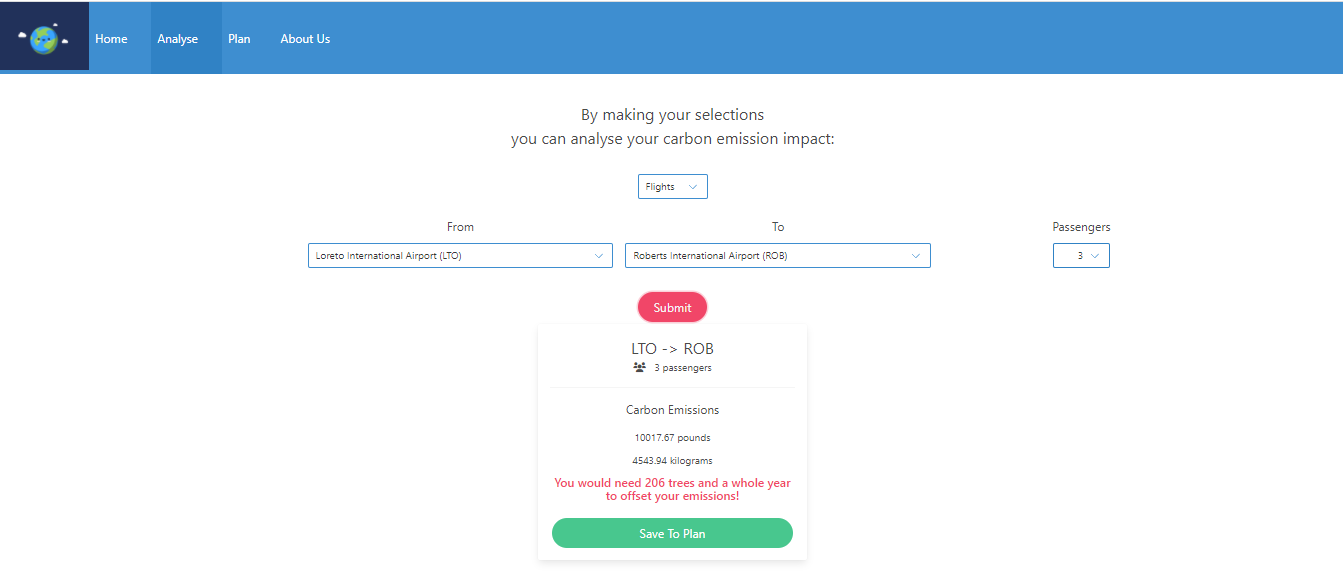 Home Analyse Plan About Us
By making your selections
you can analyse your carbon emission impact:
Flights
From To Passengers
Loreto International Airport (LTO) Roberts International Airport (ROB) 3
Submit
LTO -> ROB
3 passengers
Carbon Emissions
10017.67 pounds
4543.94 kilograms
You would need 206 trees and a whole year
to offset your emissions!
Save To Plan